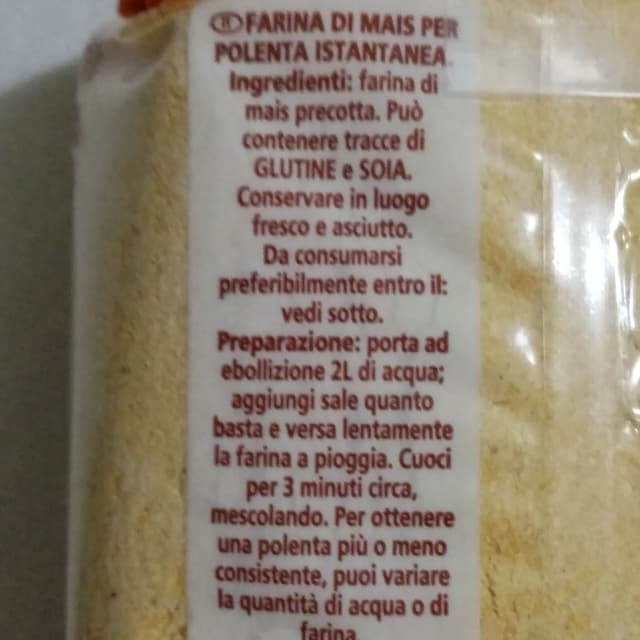 FARINA DI MAIS PER
POLENTA ISTANTANEA
Ingredienti: farina di
mais precotta. Può
contenere tracce di
GLUTINE e SOIA.
Conservare in luogo
fresco e asciutto.
Da consumarsi
preferibilmente entro il:
vedi sotto.
Preparazione: porta ad
ebollizione 2L di acqua;
aggiungi sale quanto
basta e versa lentamente
la farina a pioggia. Cuoci
per 3 minuti circa,
mescolando. Per ottenere
una polenta più o meno
consistente, puoi variare
la quantità di acqua o di
farina.